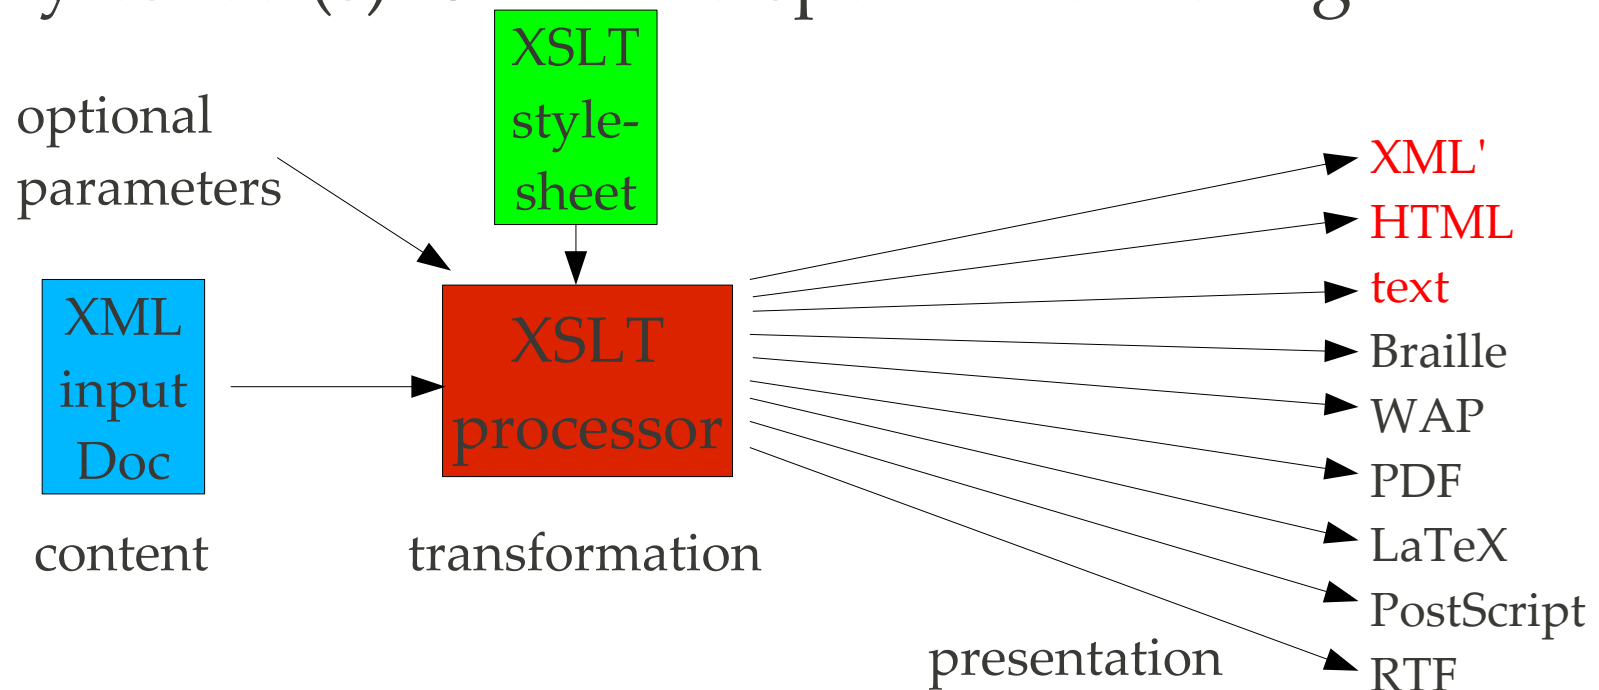 XSLT
style-
sheet
optional
parameters
XML
input
Doc
XSLT
processor
content
transformation
presentation
XML'
HTML
text
Braille
WAP
PDF
LaTeX
PostScript
RTF